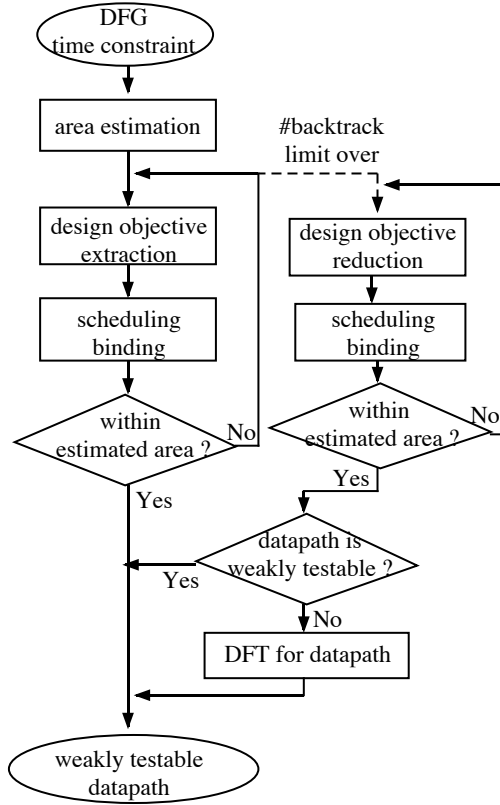 DFG
time constraint
area estimation
#backtrack
limit over
design objective
extraction
design objective
reduction
scheduling
binding
scheduling
binding
within
estimated area ?
No
within
estimated area ?
No
Yes
Yes
datapath is
weakly testable ?
Yes
No
DFT for datapath
weakly testable
datapath